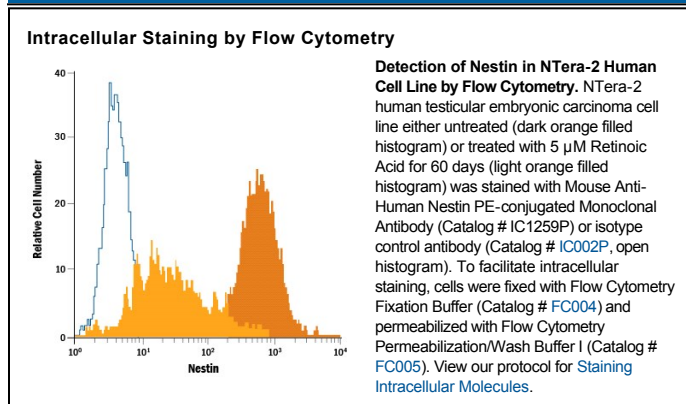 Intracellular Staining by Flow Cytometry
40
30
20
10
0
Relative Cell Number
10⁰ 10¹ 10² 10³ 10⁴
Nestin
Detection of Nestin in NTera-2 Human
Cell Line by Flow Cytometry. NTera-2
human testicular embryonic carcinoma cell
line either untreated (dark orange filled
histogram) or treated with 5 µM Retinoic
Acid for 60 days (light orange filled
histogram) was stained with Mouse Anti-
Human Nestin PE-conjugated Monoclonal
Antibody (Catalog # IC1259P) or isotype
control antibody (Catalog # IC002P, open
histogram). To facilitate intracellular
staining, cells were fixed with Flow Cytometry
Fixation Buffer (Catalog # FC004) and
permeabilized with Flow Cytometry
Permeabilization/Wash Buffer I (Catalog #
FC005). View our protocol for Staining
Intracellular Molecules.